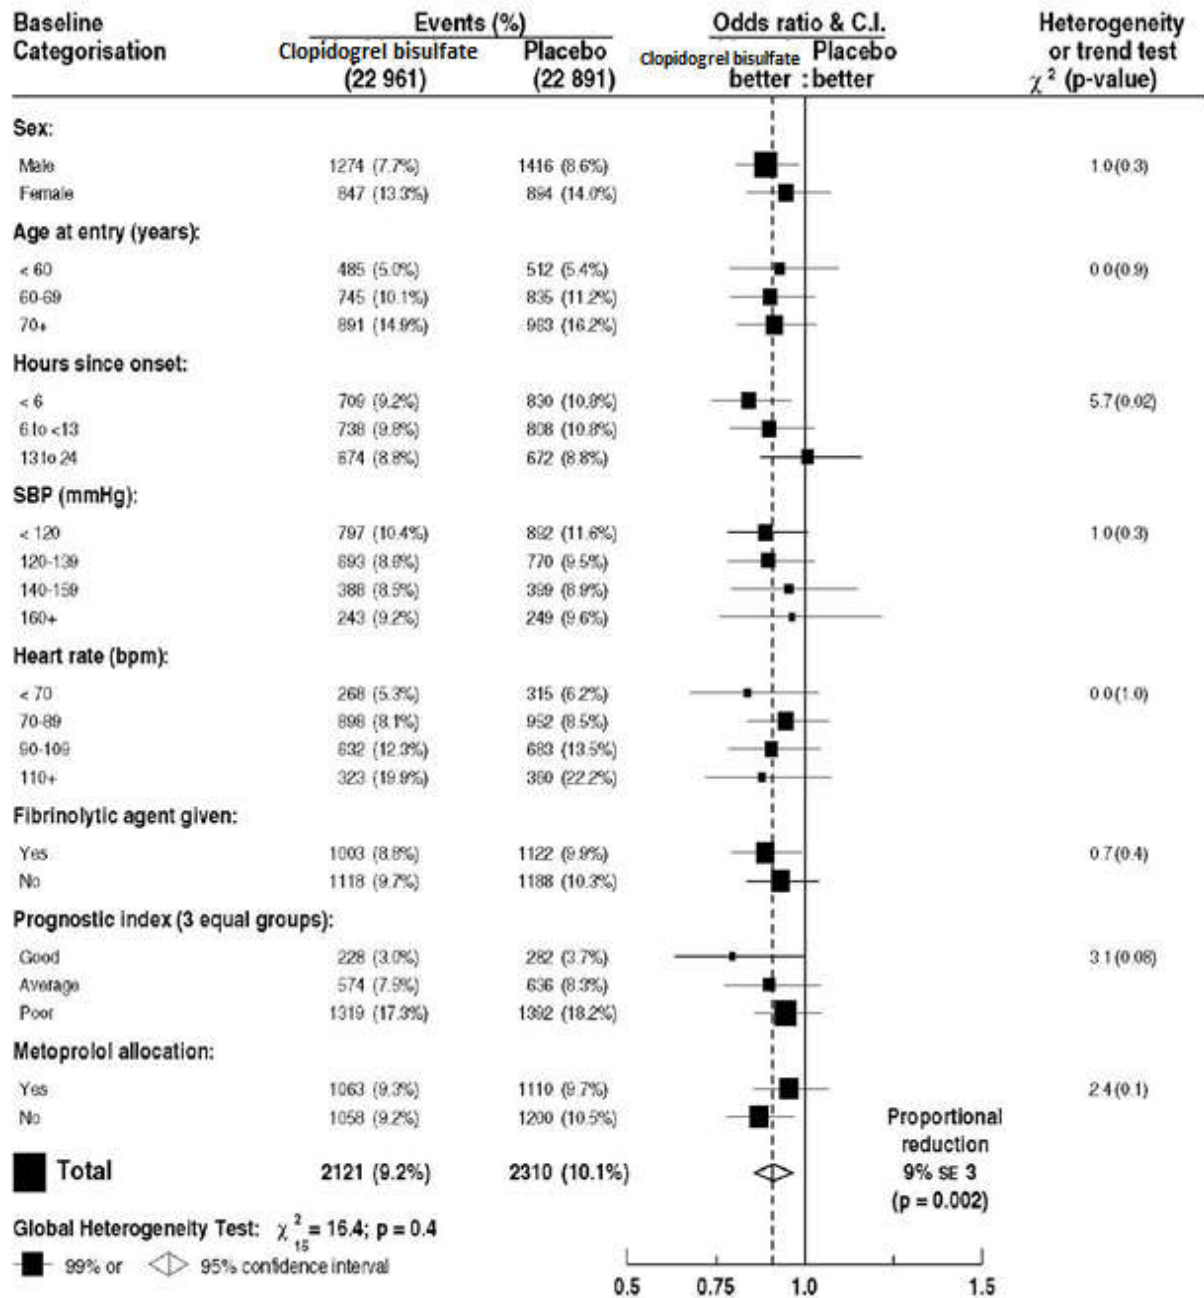 Baseline Events (%) Odds ratio & C.I. Heterogeneity
Categorisation Clopidogrel bisulfate Placebo Clopidogrel bisulfate Placebo or trend test
(22 961) (22 891) better : better χ 2 (p-value)
Sex:
Male 1274 (7.7%) 1416 (8.6%) 1.0 (0.3)
Female 847 (13.3%) 894 (14.0%)
Age at entry (years):
< 60 485 (5.0%) 512 (5.4%) 0.0 (0.9)
60-69 745 (10.1%) 835 (11.2%)
70+ 891 (14.9%) 963 (16.2%)
Hours since onset:
< 6 709 (9.2%) 830 (10.8%) 5.7 (0.02)
6 to <13 738 (9.8%) 808 (10.8%)
13 to 24 674 (8.8%) 672 (8.8%)
SBP (mmHg):
< 120 797 (10.4%) 892 (11.6%) 1.0 (0.3)
120-139 693 (8.6%) 770 (9.5%)
140-159 388 (8.5%) 399 (8.9%)
160+ 243 (9.2%) 249 (9.6%)
Heart rate (bpm):
< 70 268 (5.3%) 315 (6.2%) 0.0 (1.0)
70-89 898 (8.1%) 952 (8.5%)
90-109 632 (12.3%) 683 (13.5%)
110+ 323 (19.9%) 360 (22.2%)
Fibrinolytic agent given:
Yes 1003 (8.8%) 1122 (9.9%) 0.7 (0.4)
No 1118 (9.7%) 1188 (10.3%)
Prognostic index (3 equal groups):
Good 228 (3.0%) 282 (3.7%) 3.1 (0.08)
Average 574 (7.5%) 636 (8.3%)
Poor 1319 (17.3%) 1392 (18.2%)
Metoprolol allocation:
Yes 1063 (9.3%) 1110 (9.7%) 2.4 (0.1)
No 1058 (9.2%) 1200 (10.5%)
Total 2121 (9.2%) 2310 (10.1%)
Proportional
reduction
9% SE 3
(p = 0.002)
Global Heterogeneity Test: χ 2 15 = 16.4; p = 0.4
99% or 95% confidence interval
0.5 0.75 1.0 1.5